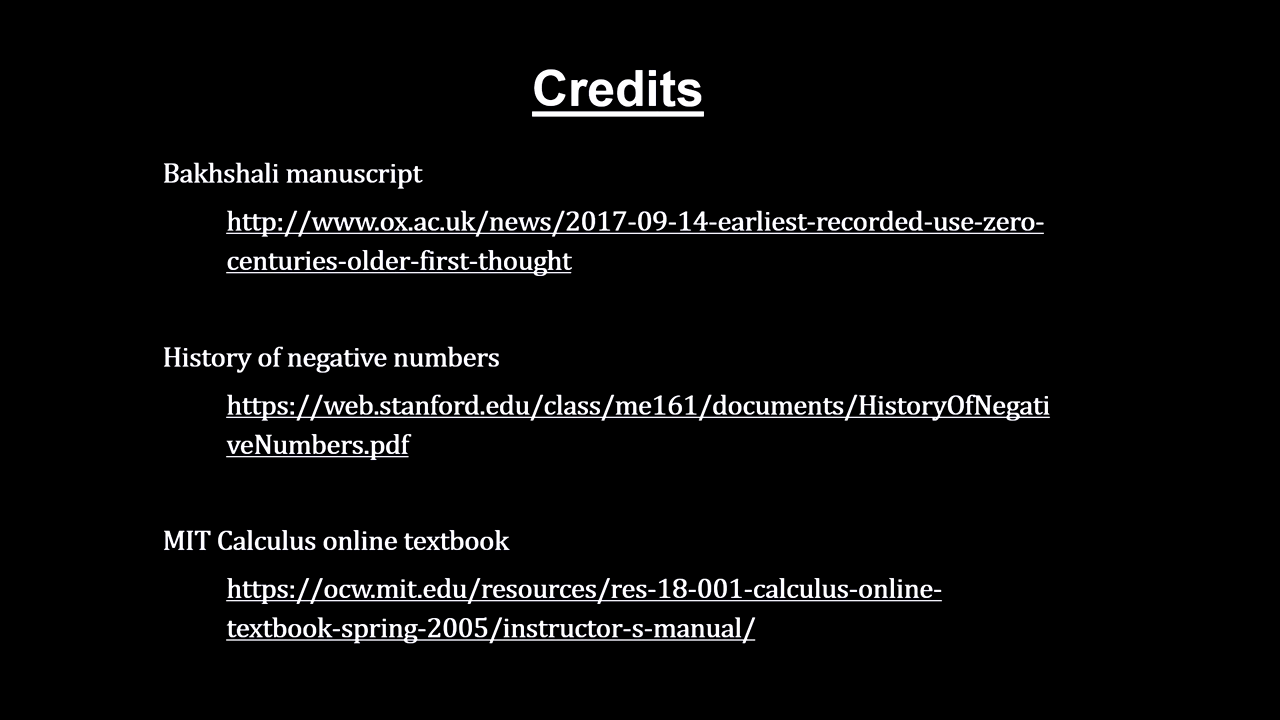 Credits
Bakhshali manuscript
http://www.ox.ac.uk/news/2017-09-14-earliest-recorded-use-zero-
centuries-older-first-thought
History of negative numbers
https://web.stanford.edu/class/me161/documents/HistoryOfNegati
veNumbers.pdf
MIT Calculus online textbook
https://ocw.mit.edu/resources/res-18-001-calculus-online-
textbook-spring-2005/instructor-s-manual/